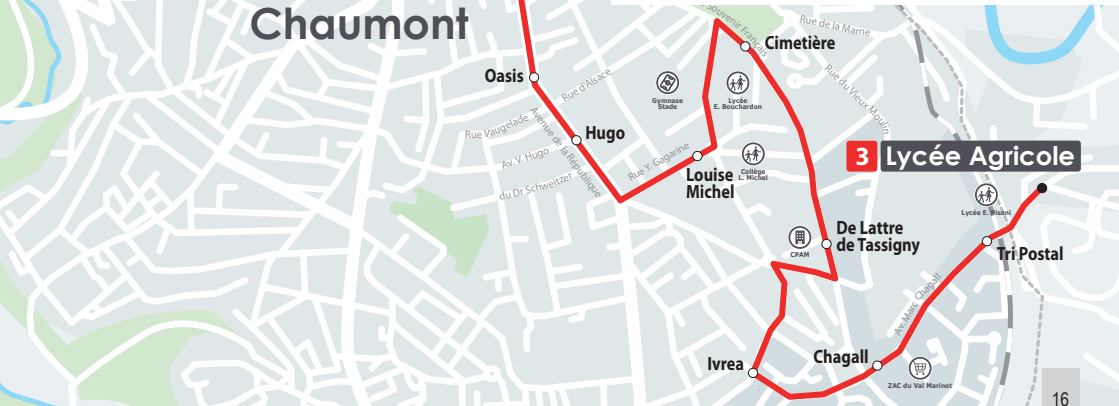 Chaumont
Souvenir Français
Rue de la Marne
Cimetière
Oasis
Rue d'Alsace
Gymnase
Stade
Lycée
E. Bouchardon
Rue du Vieux Moulin
Rue Vaugelade
Avenue de la République
Hugo
Av. V. Hugo
Rue Y. Gagarine
Collège
L. Michel
3 Lycée Agricole
Louise
Michel
du Dr Schweitzer
Lycée E. Bisani
De Lattre
de Tassigny
CPAM
Tri Postal
Av. Marc Chagall
Ivrea
Chagall
ZAC du Val Marinot
16